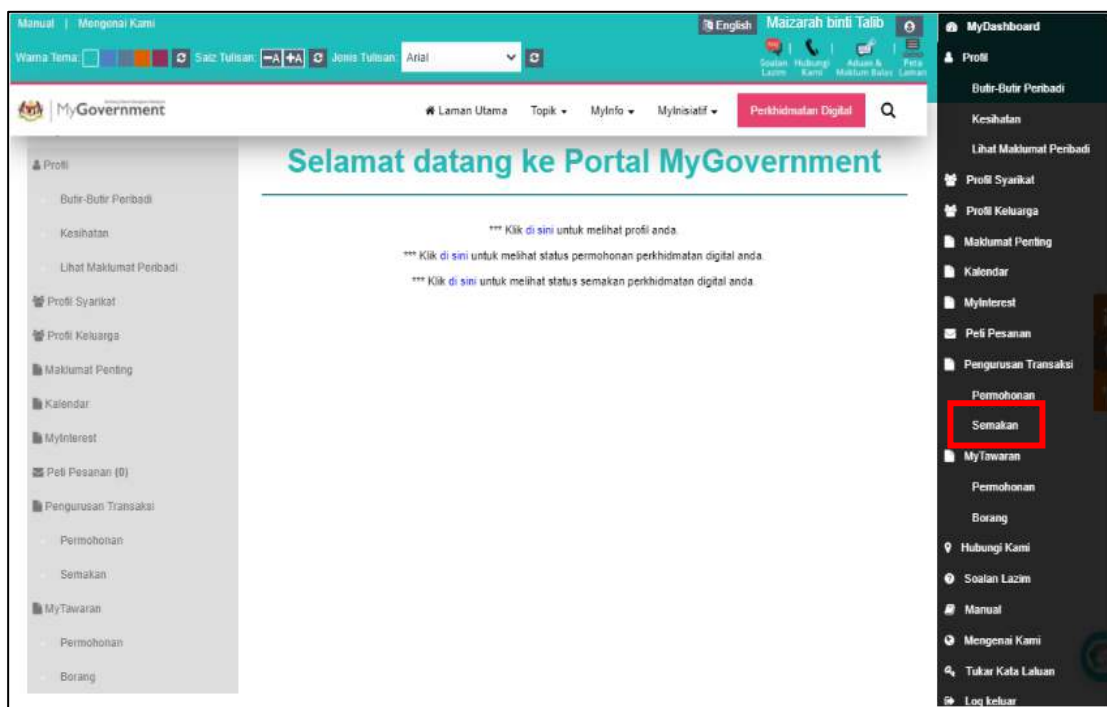 Manual | Mengenai Kami
English
Maizarah binti Talib
Warna Tema:
Saiz Tulisan: -A +A
Jenis Tulisan: Arial
Soalan Lazim
Hubungi Kami
Aduan & Maklum Balas
Peta Laman
MyGovernment
Laman Utama
Topik
MyInfo
MyInisiatif
Perkhidmatan Digital
Profil
Butir-Butir Peribadi
Kesihatan
Lihat Maklumat Peribadi
Profil Syarikat
Profil Keluarga
Maklumat Penting
Kalendar
MyInterest
Peti Pesanan (0)
Pengurusan Transaksi
Permohonan
Semakan
MyTawaran
Permohonan
Borang
Selamat datang ke Portal MyGovernment
*** Klik di sini untuk melihat profil anda.
*** Klik di sini untuk melihat status permohonan perkhidmatan digital anda.
*** Klik di sini untuk melihat status semakan perkhidmatan digital anda.
MyDashboard
Profil
Butir-Butir Peribadi
Kesihatan
Lihat Maklumat Peribadi
Profil Syarikat
Profil Keluarga
Maklumat Penting
Kalendar
MyInterest
Peti Pesanan
Pengurusan Transaksi
Permohonan
Semakan
MyTawaran
Permohonan
Borang
Hubungi Kami
Soalan Lazim
Manual
Mengenai Kami
Tukar Kata Laluan
Log keluar